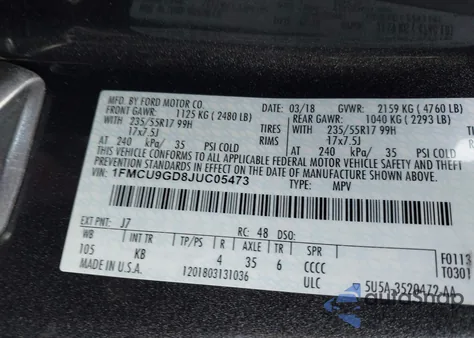 MFD. BY FORD MOTOR CO.
DATE: 03/18 GVWR: 2159 KG (4760 LB)
FRONT GAWR: 1125 KG (2480 LB) REAR GAWR: 1040 KG (2293 LB)
WITH WITH
235/55R17 99H TIRES 235/55R17 99H
17x7.5J RIMS 17x7.5J
AT 240 kPa/ 35 PSI COLD AT 240 kPa/ 35 PSI COLD
THIS VEHICLE CONFORMS TO ALL APPLICABLE FEDERAL MOTOR VEHICLE SAFETY AND THEFT
PREVENTION STANDARDS IN EFFECT ON THE DATE OF MANUFACTURE SHOWN ABOVE.
VIN: 1FMCU9GD8JUC05473
TYPE: MPV
EXT PNT: J7 RC: 48 DSO:
WB INT TR TP/PS R AXLE TR SPR F0113
105 KB 4 35 6 CCCC T0301
MADE IN U.S.A. 1201803131036 ULC 5U5A-3520472-AA
autoshop